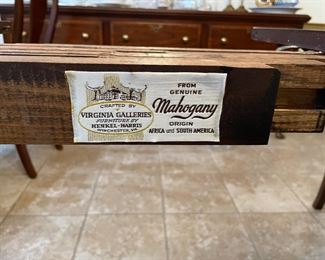 CRAFTED BY
VIRGINIA GALLERIES
FURNITURE BY
HENKEL-HARRIS
WINCHESTER, VA.
FROM
GENUINE
Mahogany
ORIGIN
AFRICA and SOUTH AMERICA